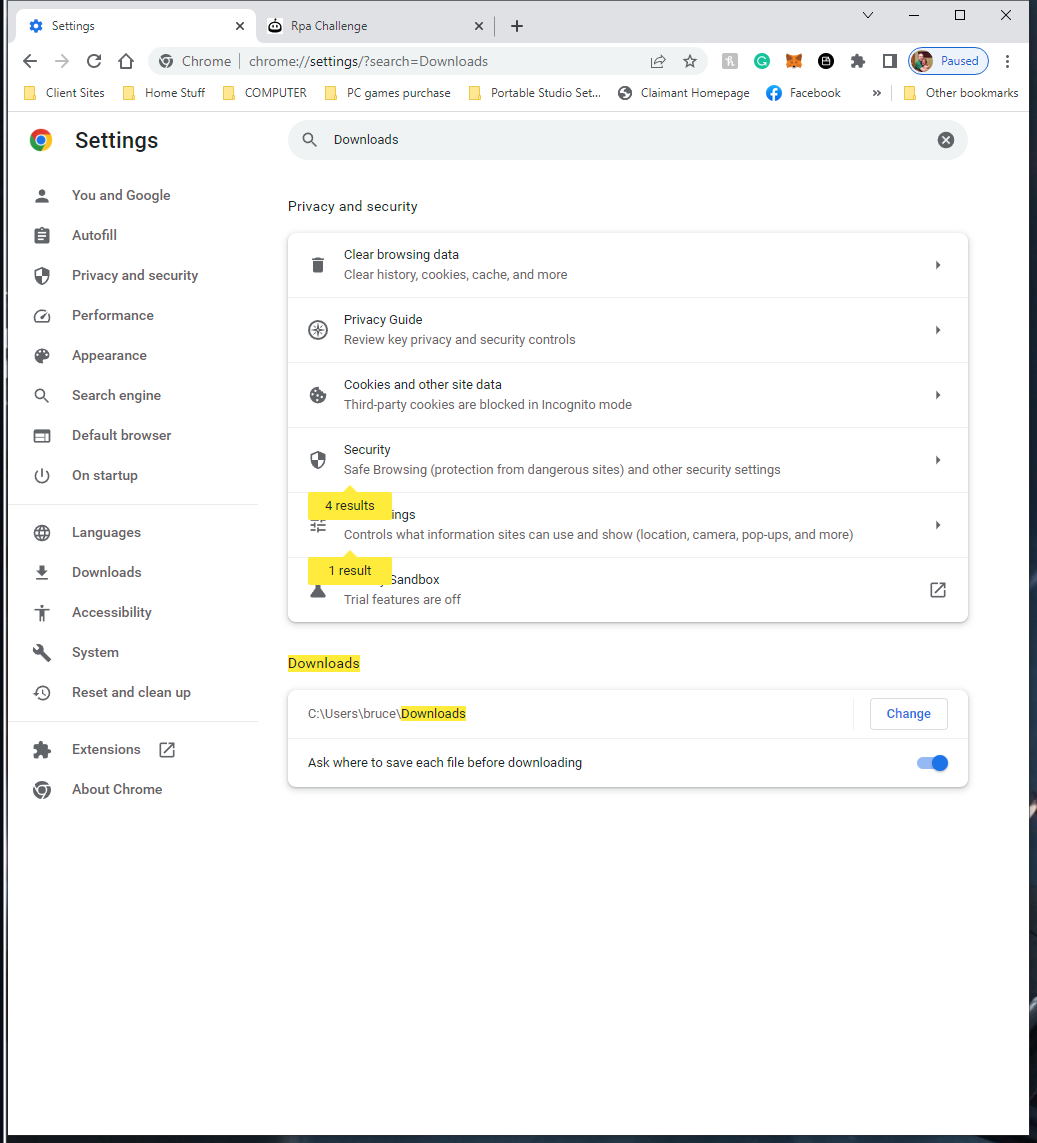 Settings
Rpa Challenge
Chrome
chrome://settings/?search=Downloads
Paused
Client Sites
Home Stuff
COMPUTER
PC games purchase
Portable Studio Set...
Claimant Homepage
Facebook
»
Other bookmarks
Settings
Downloads
You and Google
Autofill
Privacy and security
Performance
Appearance
Search engine
Default browser
On startup
Languages
Downloads
Accessibility
System
Reset and clean up
Extensions
About Chrome
Privacy and security
Clear browsing data
Clear history, cookies, cache, and more
Privacy Guide
Review key privacy and security controls
Cookies and other site data
Third-party cookies are blocked in Incognito mode
Security
Safe Browsing (protection from dangerous sites) and other security settings
4 results
ings
Controls what information sites can use and show (location, camera, pop-ups, and more)
1 result
Sandbox
Trial features are off
Downloads
C:\Users\bruce\Downloads
Change
Ask where to save each file before downloading